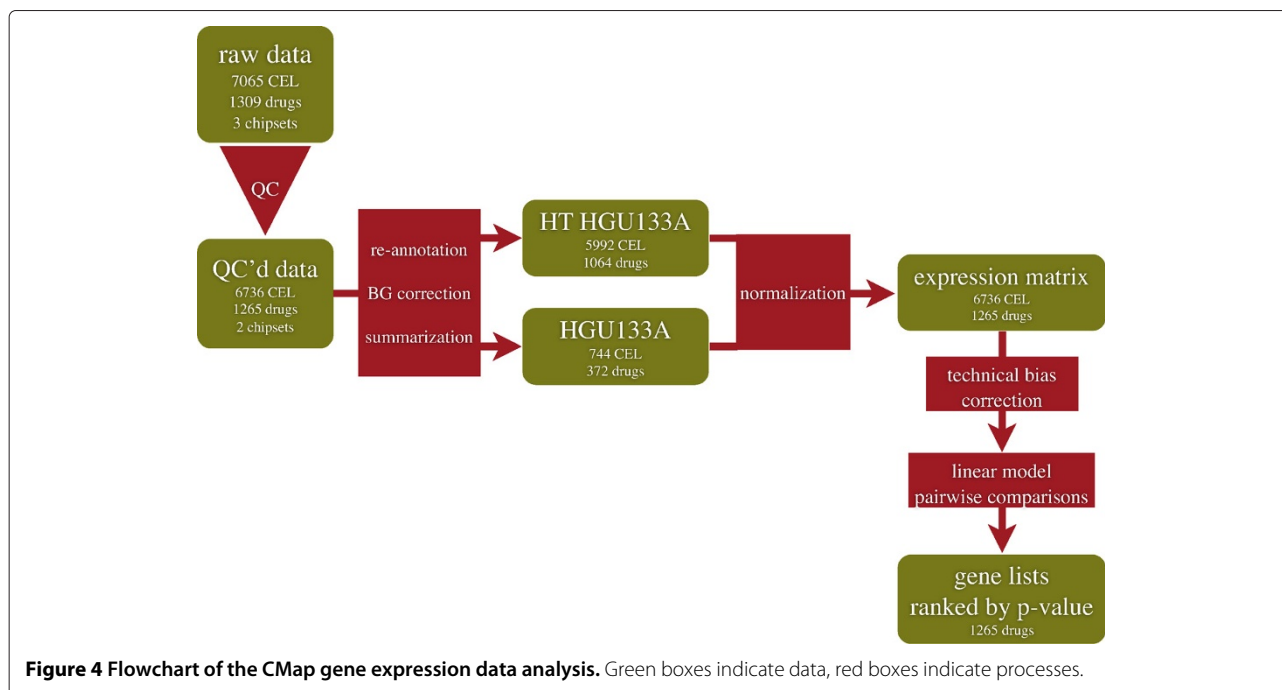 raw data
7065 CEL
1309 drugs
3 chipsets
QC
QC'd data
6736 CEL
1265 drugs
2 chipsets
re-annotation
BG correction
summarization
HT HGU133A
5992 CEL
1064 drugs
HGU133A
744 CEL
372 drugs
normalization
expression matrix
6736 CEL
1265 drugs
technical bias
correction
linear model
pairwise comparisons
gene lists
ranked by p-value
1265 drugs
Figure 4 Flowchart of the CMap gene expression data analysis. Green boxes indicate data, red boxes indicate processes.